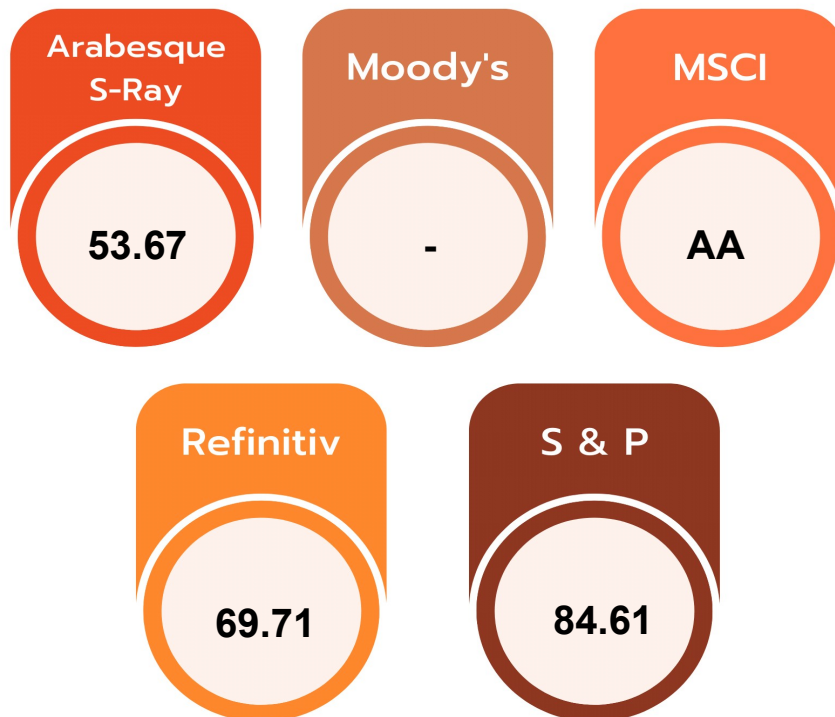 Arabesque
S-Ray
53.67
Moody's
-
MSCI
AA
Refinitiv
69.71
S & P
84.61